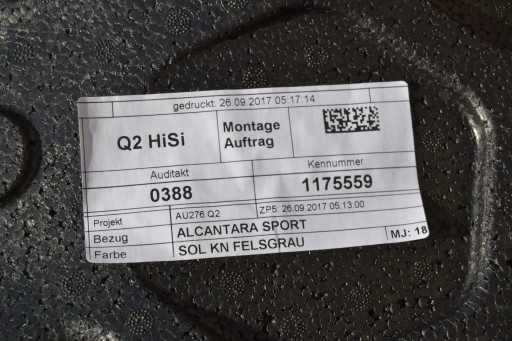 gedruckt: 26.09.2017 05:17:14
Q2 HiSi
Montage
Auftrag
Auditakt
Kennummer
0388
1175559
Projekt
AU276 Q2
ZP5: 26.09.2017 05:13:00
Bezug
ALCANTARA SPORT
Farbe
SOL KN FELSGRAU
MJ: 18